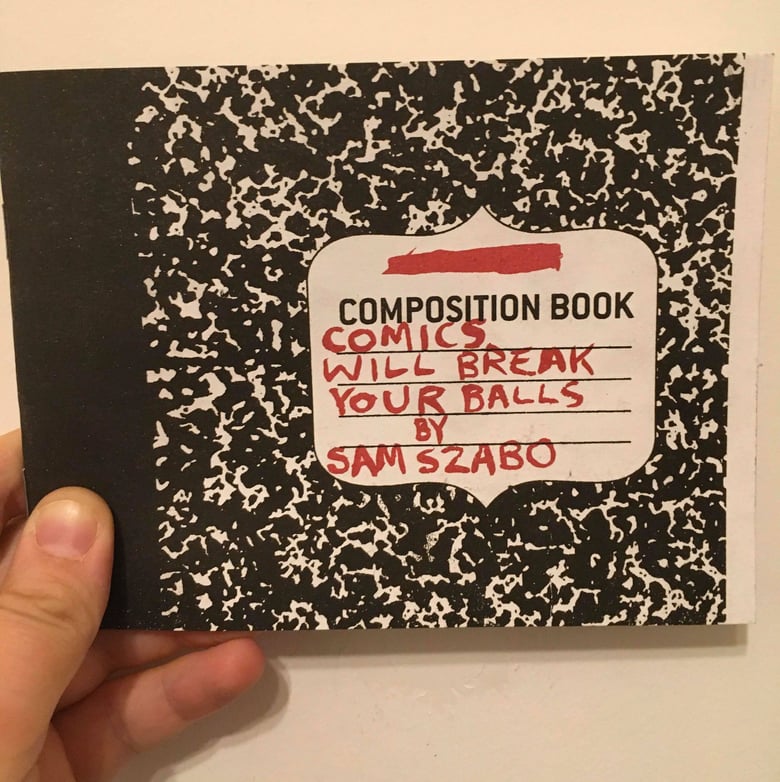 COMPOSITION BOOK
COMICS
WILL BREAK
YOUR BALLS
BY
SAM SZABO